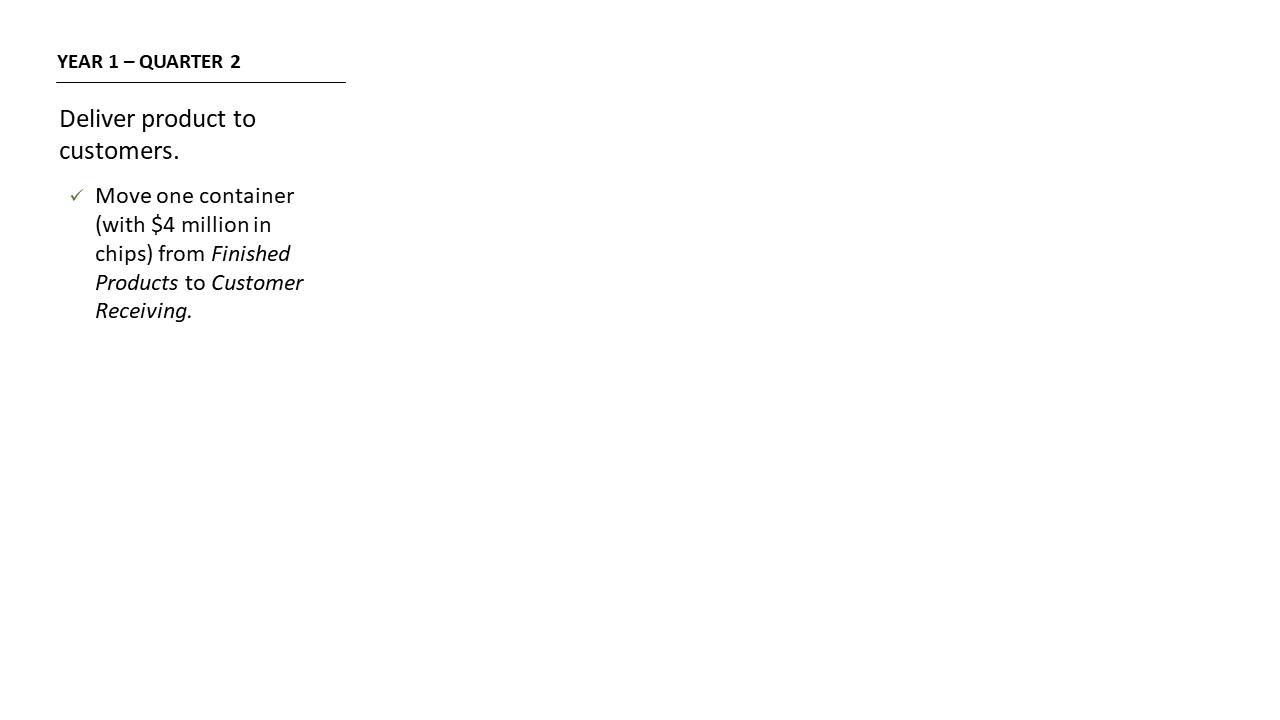 YEAR 1 – QUARTER 2
Deliver product to
customers.
✓ Move one container
(with $4 million in
chips) from Finished
Products to Customer
Receiving.